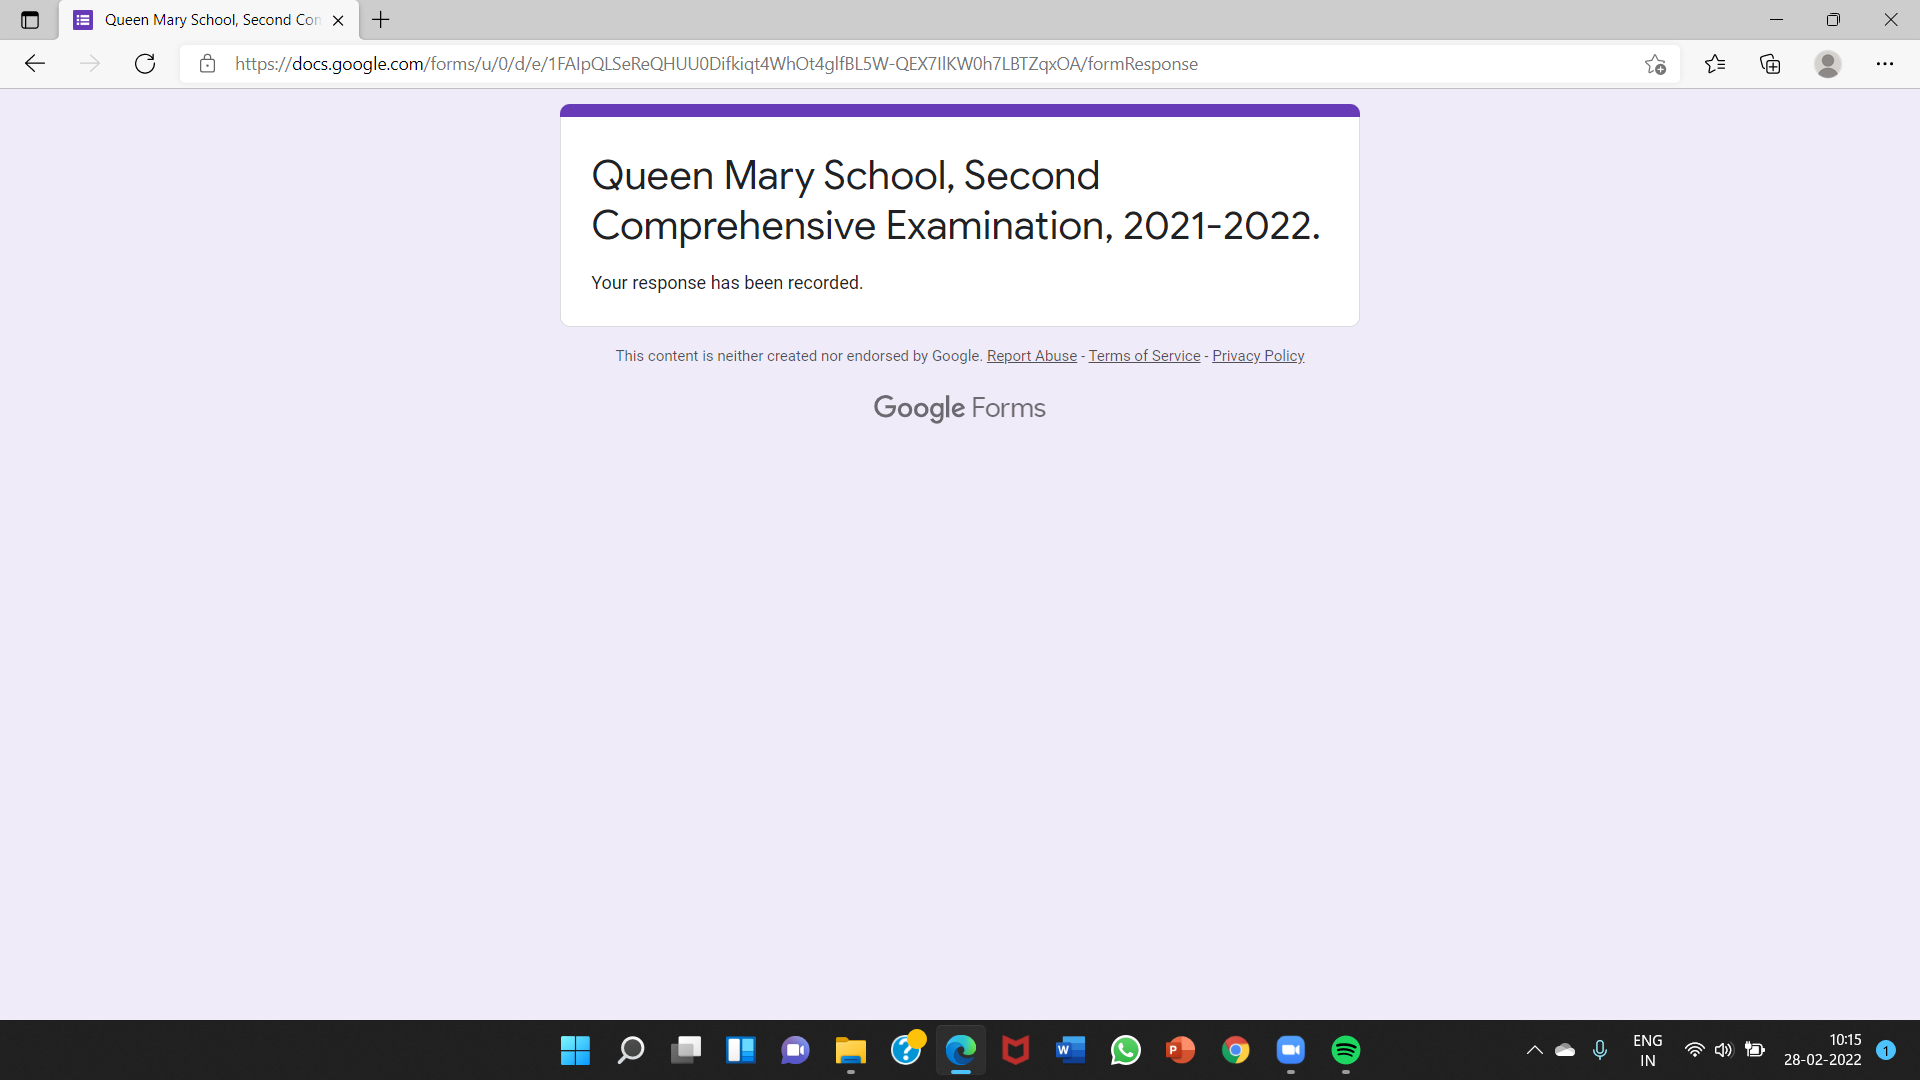 Queen Mary School, Second Con
https://docs.google.com/forms/u/0/d/e/1FAIpQLSeReQHUU0Difkiqt4WhOt4glfBL5W-QEX7IlKW0h7LBTZqxOA/formResponse
Queen Mary School, Second
Comprehensive Examination, 2021-2022.
Your response has been recorded.
This content is neither created nor endorsed by Google. Report Abuse - Terms of Service - Privacy Policy
Google Forms
ENG
IN
10:15
28-02-2022
1